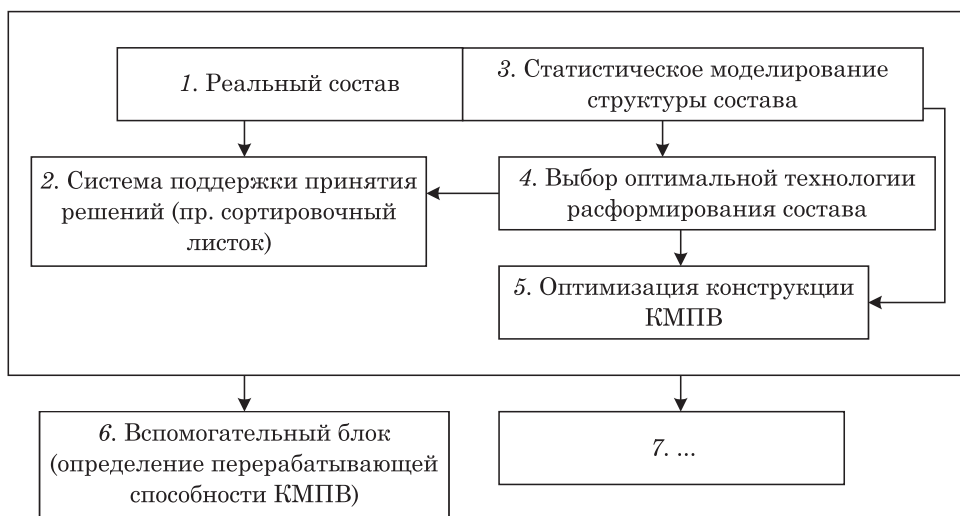 1. Реальный состав
3. Статистическое моделирование
структуры состава
2. Система поддержки принятия
решений (пр. сортировочный
листок)
4. Выбор оптимальной технологии
расформирования состава
5. Оптимизация конструкции
КМПВ
6. Вспомогательный блок
(определение перерабатывающей
способности КМПВ)
7. ...